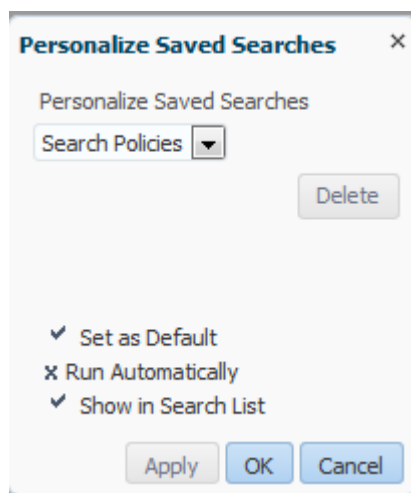 Personalize Saved Searches
Personalize Saved Searches
Search Policies
Delete
Set as Default
Run Automatically
Show in Search List
Apply OK Cancel